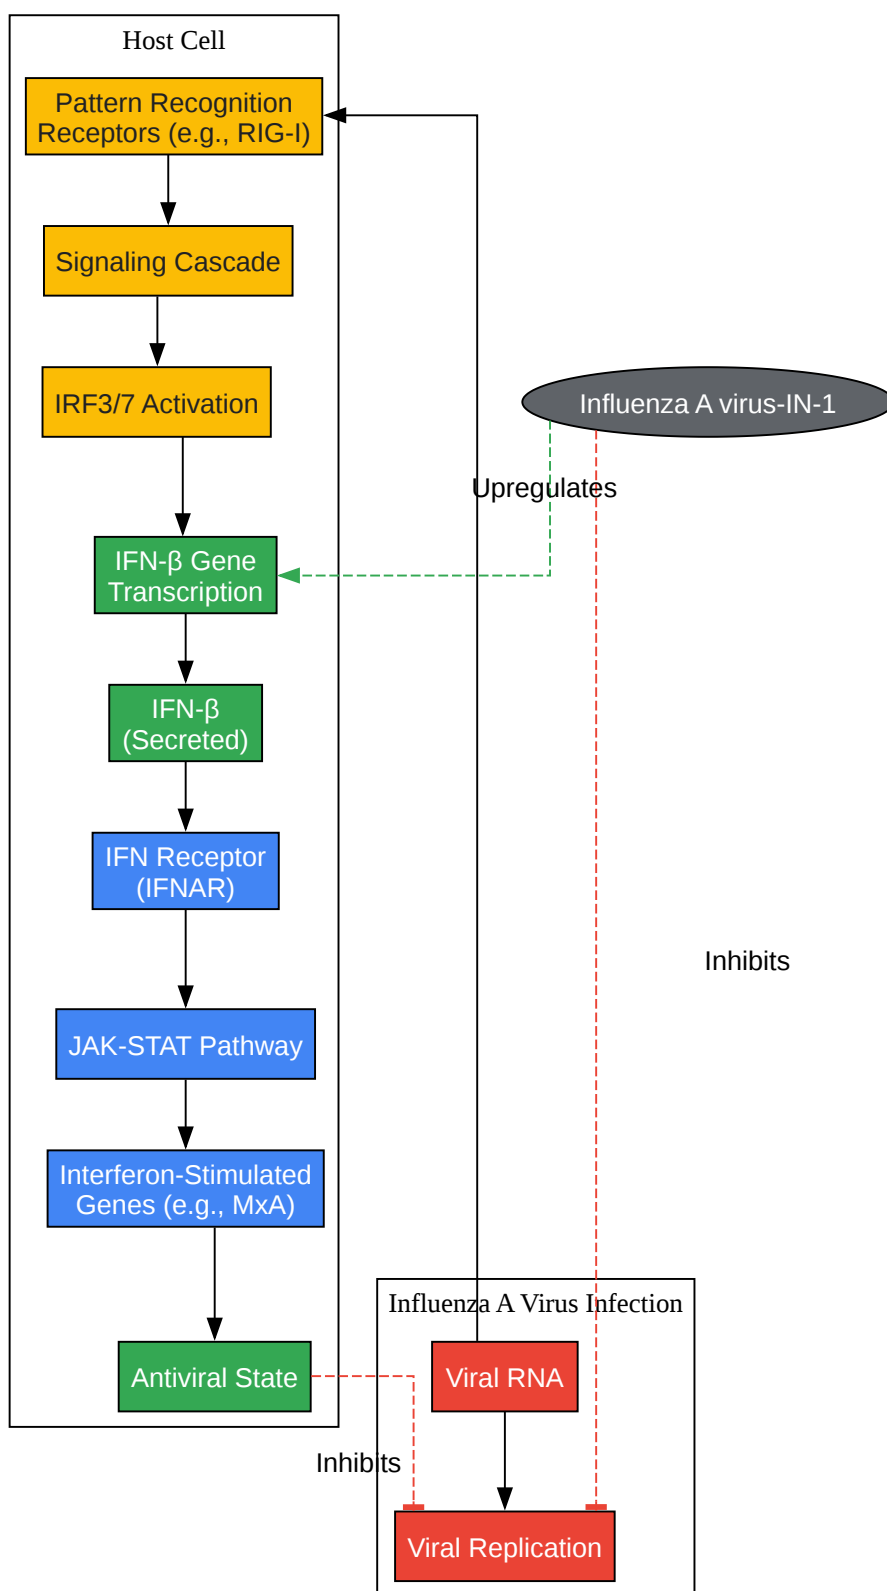 Host Cell
Pattern Recognition
Receptors (e.g., RIG-I)
Signaling Cascade
IRF3/7 Activation
Influenza A virus-IN-1
Upregulates
IFN-β Gene
Transcription
IFN-β
(Secreted)
IFN Receptor
(IFNAR)
Inhibits
JAK-STAT Pathway
Interferon-Stimulated
Genes (e.g., MxA)
Influenza A Virus Infection
Antiviral State
Viral RNA
Inhibits
Viral Replication